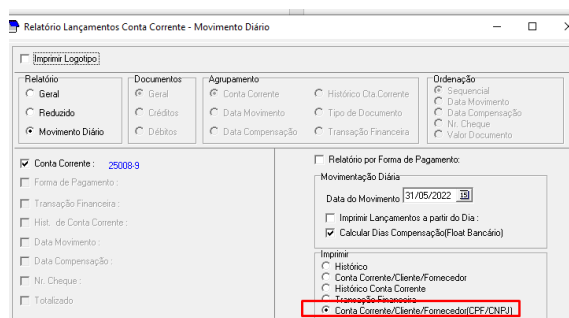 Relatório Lançamentos Conta Corrente - Movimento Diário
Imprimir Logotipo
Relatório
Geral
Reduzido
Movimento Diário
Documentos
Geral
Créditos
Débitos
Agrupamento
Conta Corrente
Data Movimento
Data Compensação
Histórico Cta.Corrente
Tipo de Documento
Transação Financeira
Ordenação
Sequencial
Data Movimento
Data Compensação
Nr. Cheque
Valor Documento
Conta Corrente : 25008-9
Forma de Pagamento :
Transação Financeira :
Hist. de Conta Corrente :
Data Movimento :
Data Compensação :
Nr. Cheque :
Totalizado
Relatório por Forma de Pagamento:
Movimentação Diária
Data do Movimento 31/05/2022 15
Imprimir Lançamentos a partir do Dia :
Calcular Dias Compensação(Float Bancário)
Imprimir
Histórico
Conta Corrente/Cliente/Fornecedor
Histórico Conta Corrente
Transação Financeira
Conta Corrente/Cliente/Fornecedor(CPF/CNPJ)